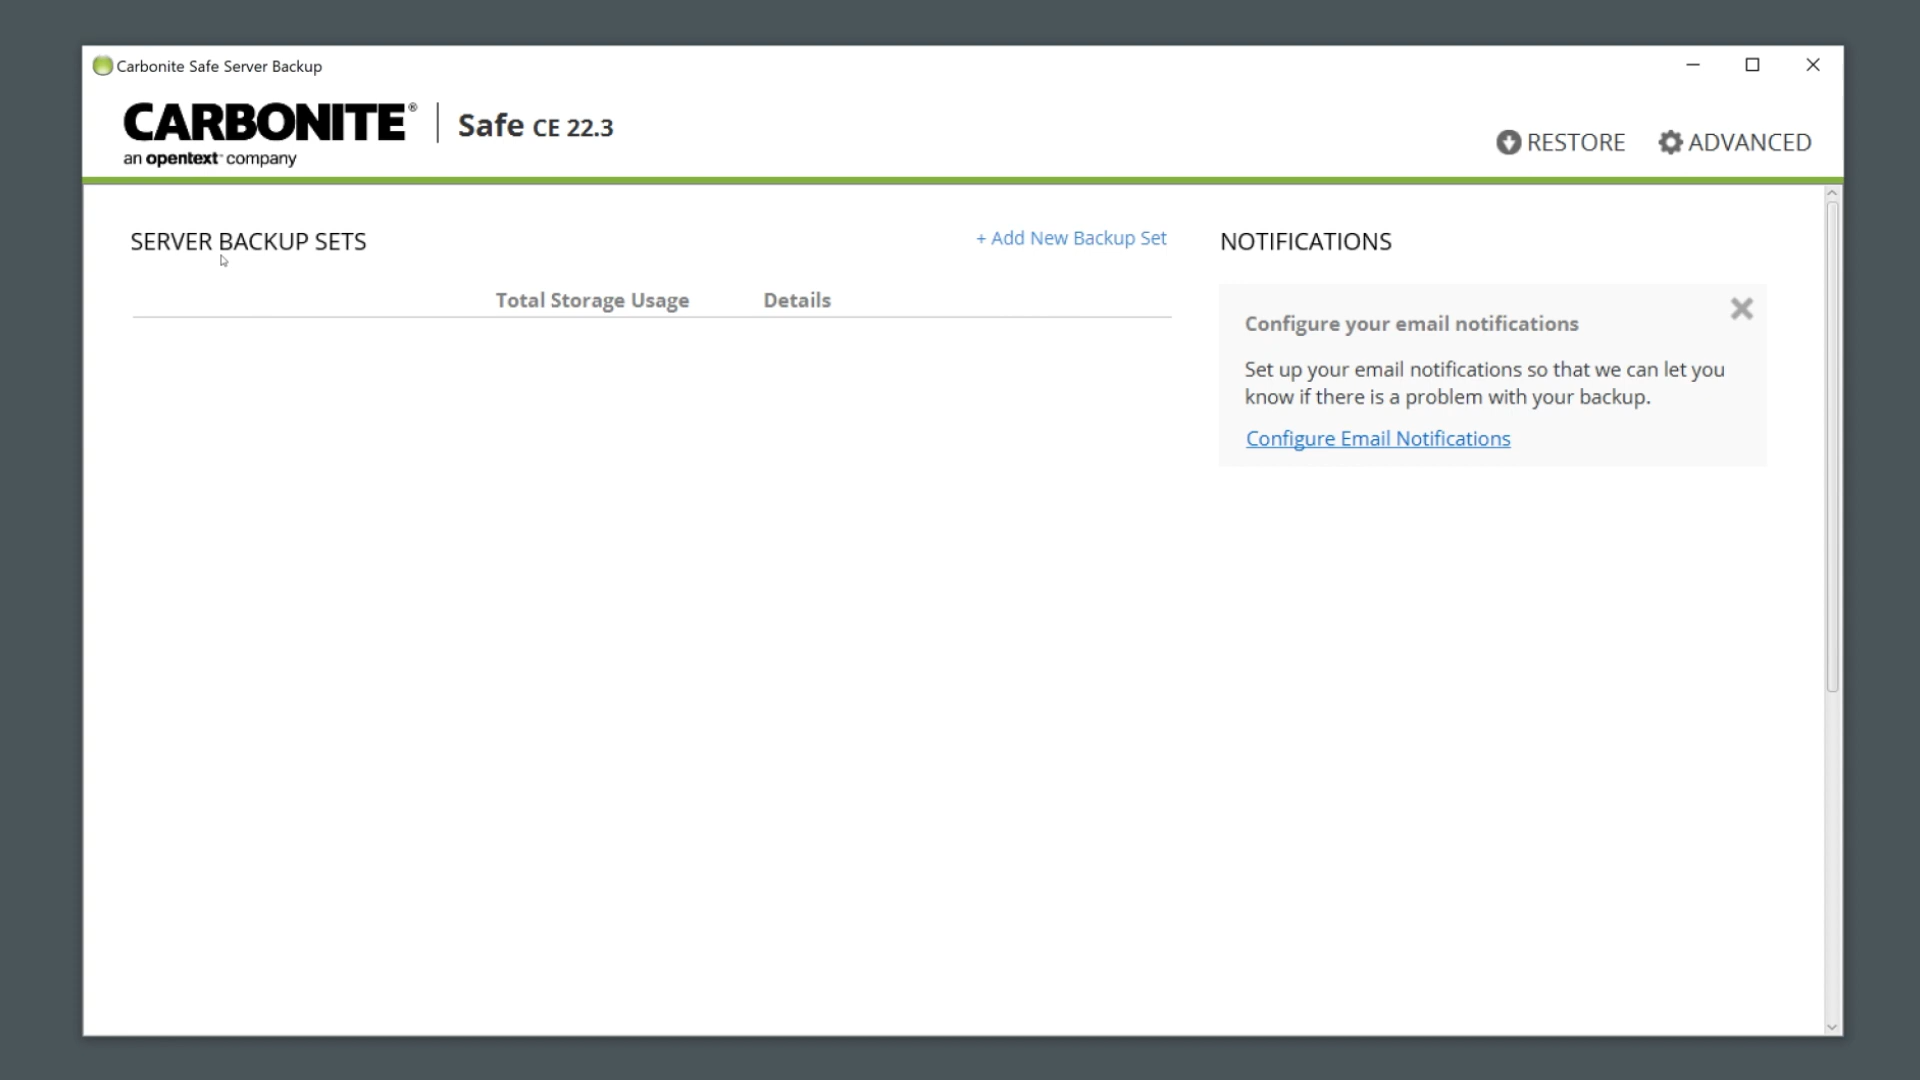 Carbonite Safe Server Backup
CARBONITE®
an opentext™ company
Safe CE 22.3
RESTORE
ADVANCED
SERVER BACKUP SETS
+ Add New Backup Set
Total Storage Usage
Details
NOTIFICATIONS
Configure your email notifications
Set up your email notifications so that we can let you
know if there is a problem with your backup.
Configure Email Notifications